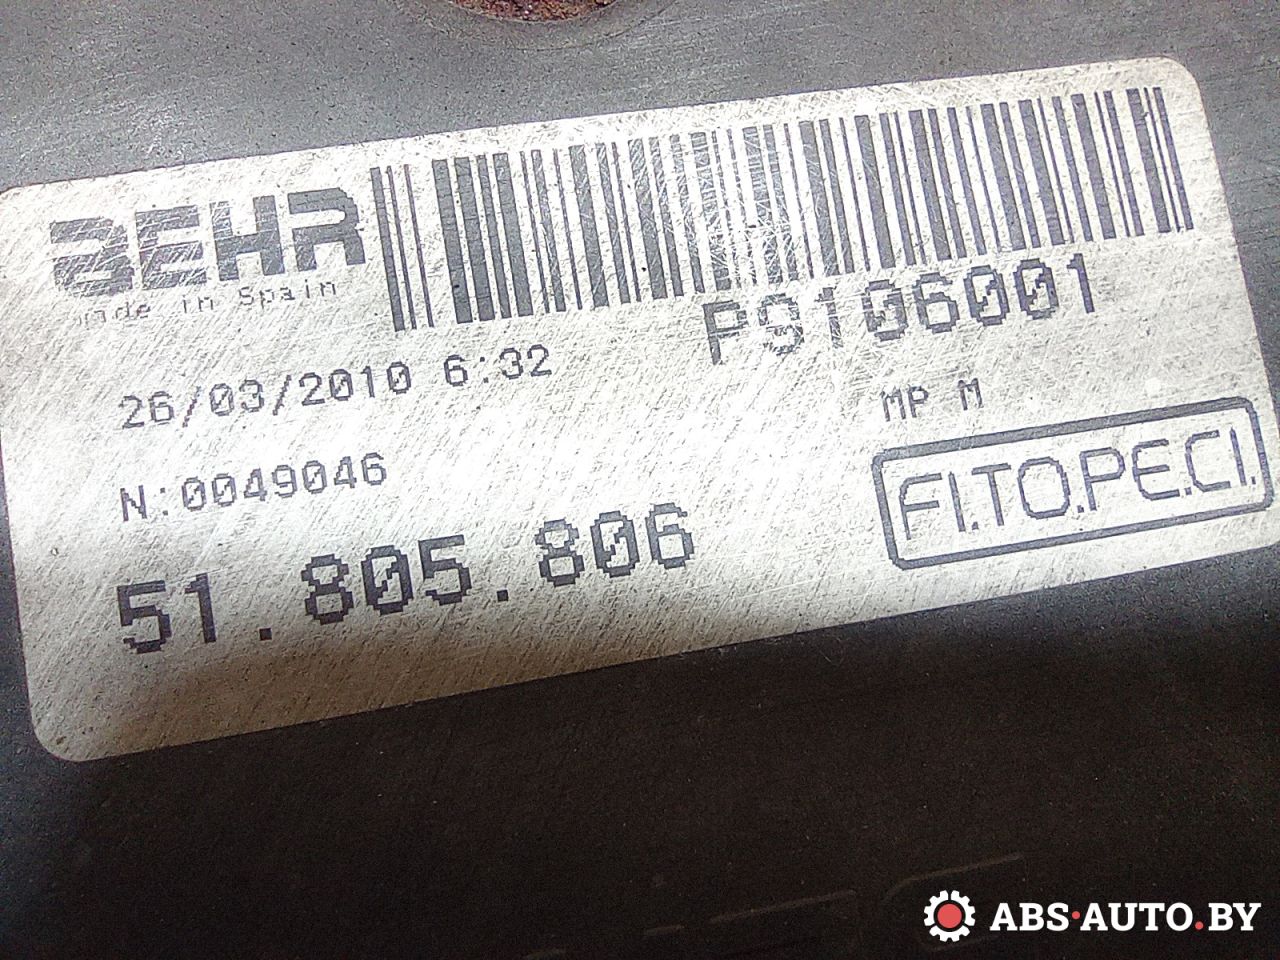 BEHR
made in Spain
P9106001
26/03/2010 6:32
MP M
N:0049046
FI.TO.PE.CI.
51.805.806
ABS·AUTO.BY